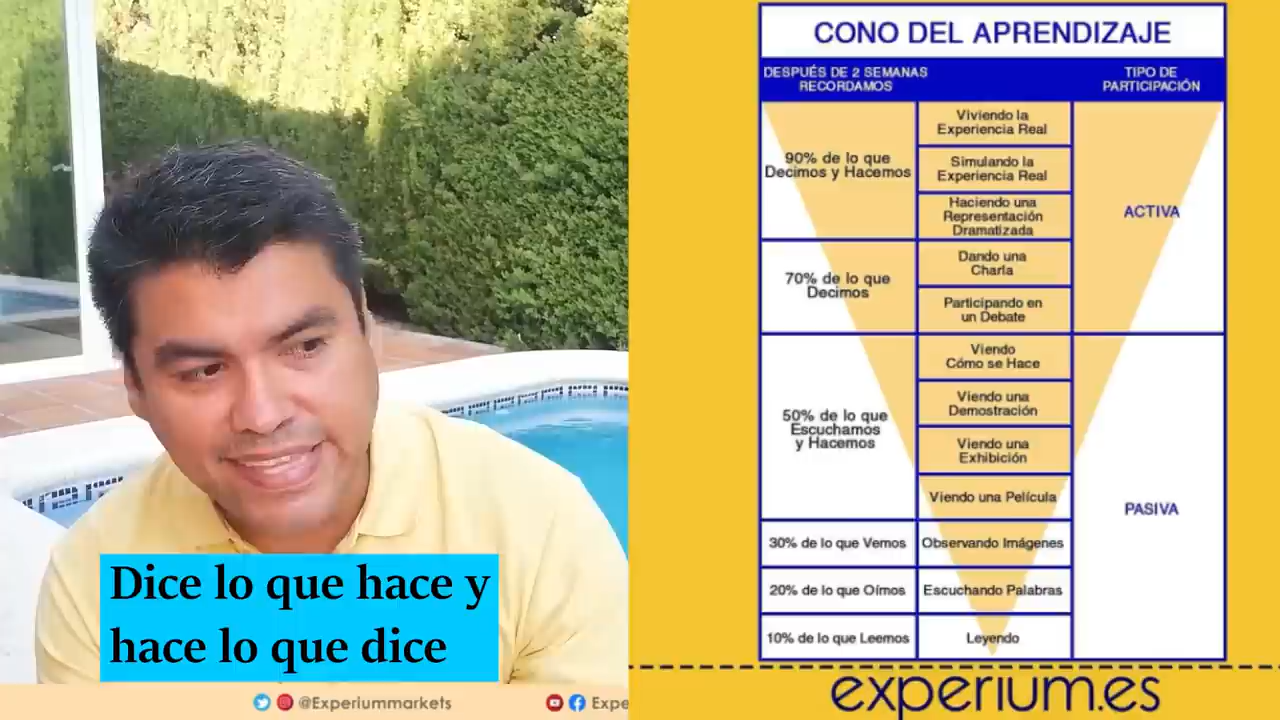 Dice lo que hace y
hace lo que dice
@Experiummarkets
Expe
CONO DEL APRENDIZAJE
DESPUÉS DE 2 SEMANAS
RECORDAMOS
TIPO DE
PARTICIPACIÓN
90% de lo que
Decimos y Hacemos
Viviendo la
Experiencia Real
Simulando la
Experiencia Real
Haciendo una
Representación
Dramatizada
ACTIVA
70% de lo que
Decimos
Dando una
Charla
Participando en
un Debate
50% de lo que
Escuchamos
y Hacemos
Viendo
Cómo se Hace
Viendo una
Demostración
Viendo una
Exhibición
Viendo una Película
PASIVA
30% de lo que Vemos
Observando Imágenes
20% de lo que Oímos
Escuchando Palabras
10% de lo que Leemos
Leyendo
experium.es